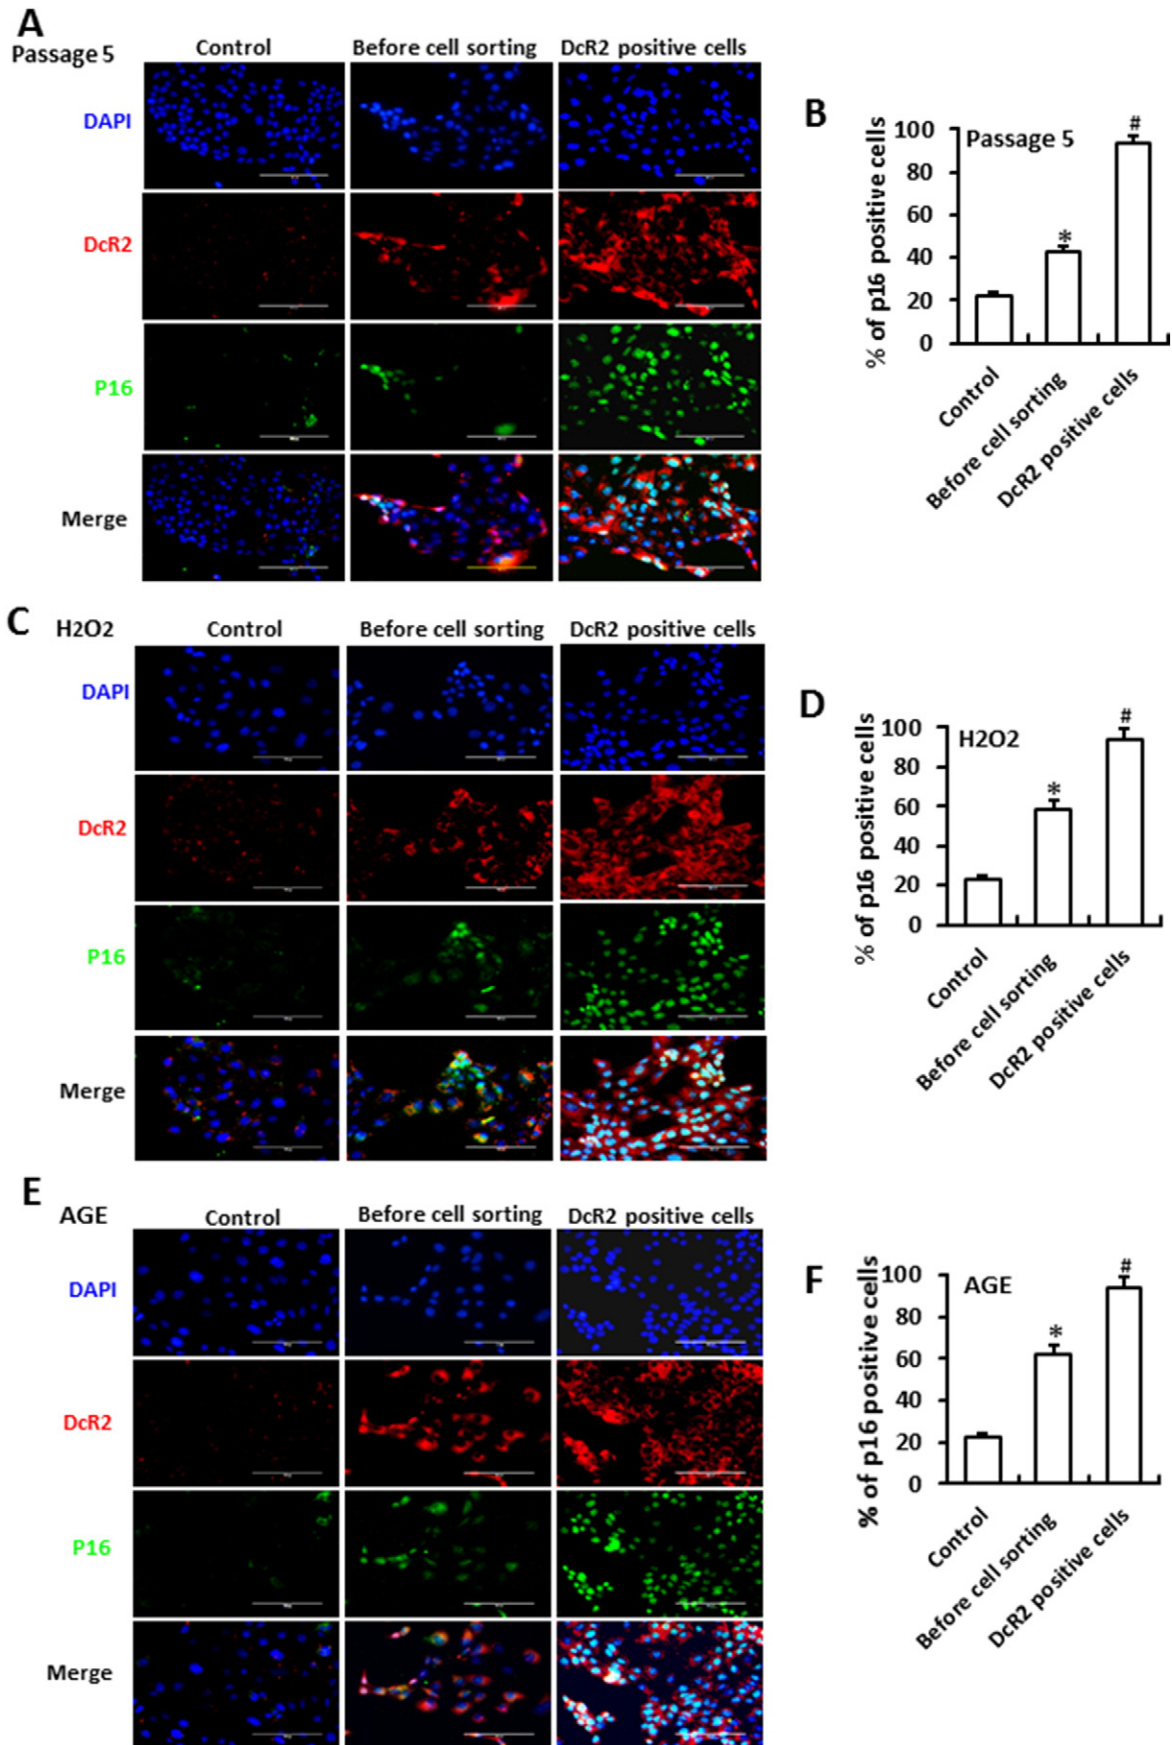 A
Passage 5
Control
Before cell sorting
DcR2 positive cells
DAPI
DcR2
P16
Merge
B
Passage 5
% of p16 positive cells
100
80
60
40
20
0
*
#
Control
Before cell sorting
DcR2 positive cells
C
H2O2
Control
Before cell sorting
DcR2 positive cells
DAPI
DcR2
P16
Merge
D
H2O2
% of p16 positive cells
100
80
60
40
20
0
*
#
Control
Before cell sorting
DcR2 positive cells
E
AGE
Control
Before cell sorting
DcR2 positive cells
DAPI
DcR2
P16
Merge
F
AGE
% of p16 positive cells
100
80
60
40
20
0
*
#
Control
Before cell sorting
DcR2 positive cells